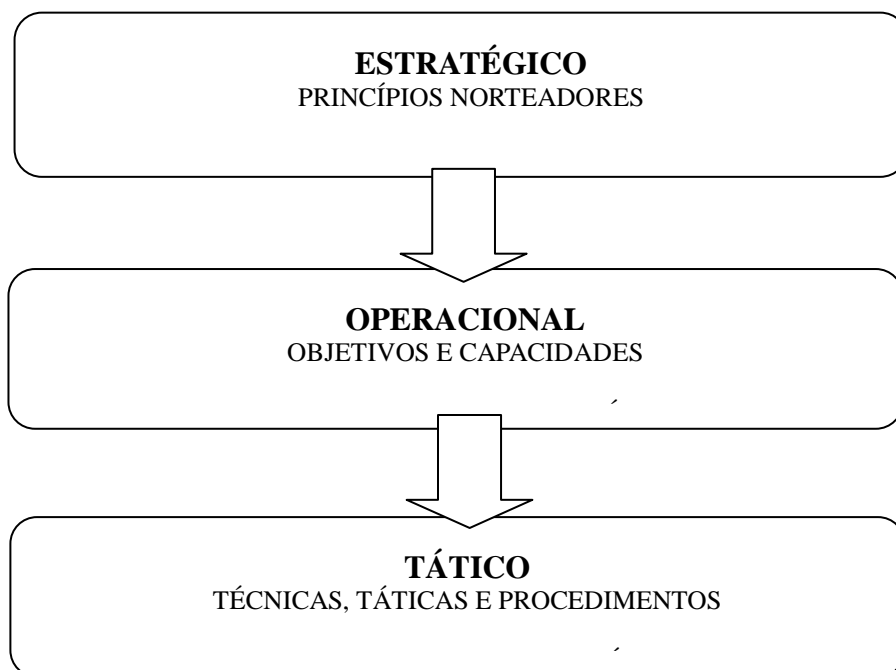 ESTRATÉGICO
PRINCÍPIOS NORTEADORES
OPERACIONAL
OBJETIVOS E CAPACIDADES
TÁTICO
TÉCNICAS, TÁTICAS E PROCEDIMENTOS